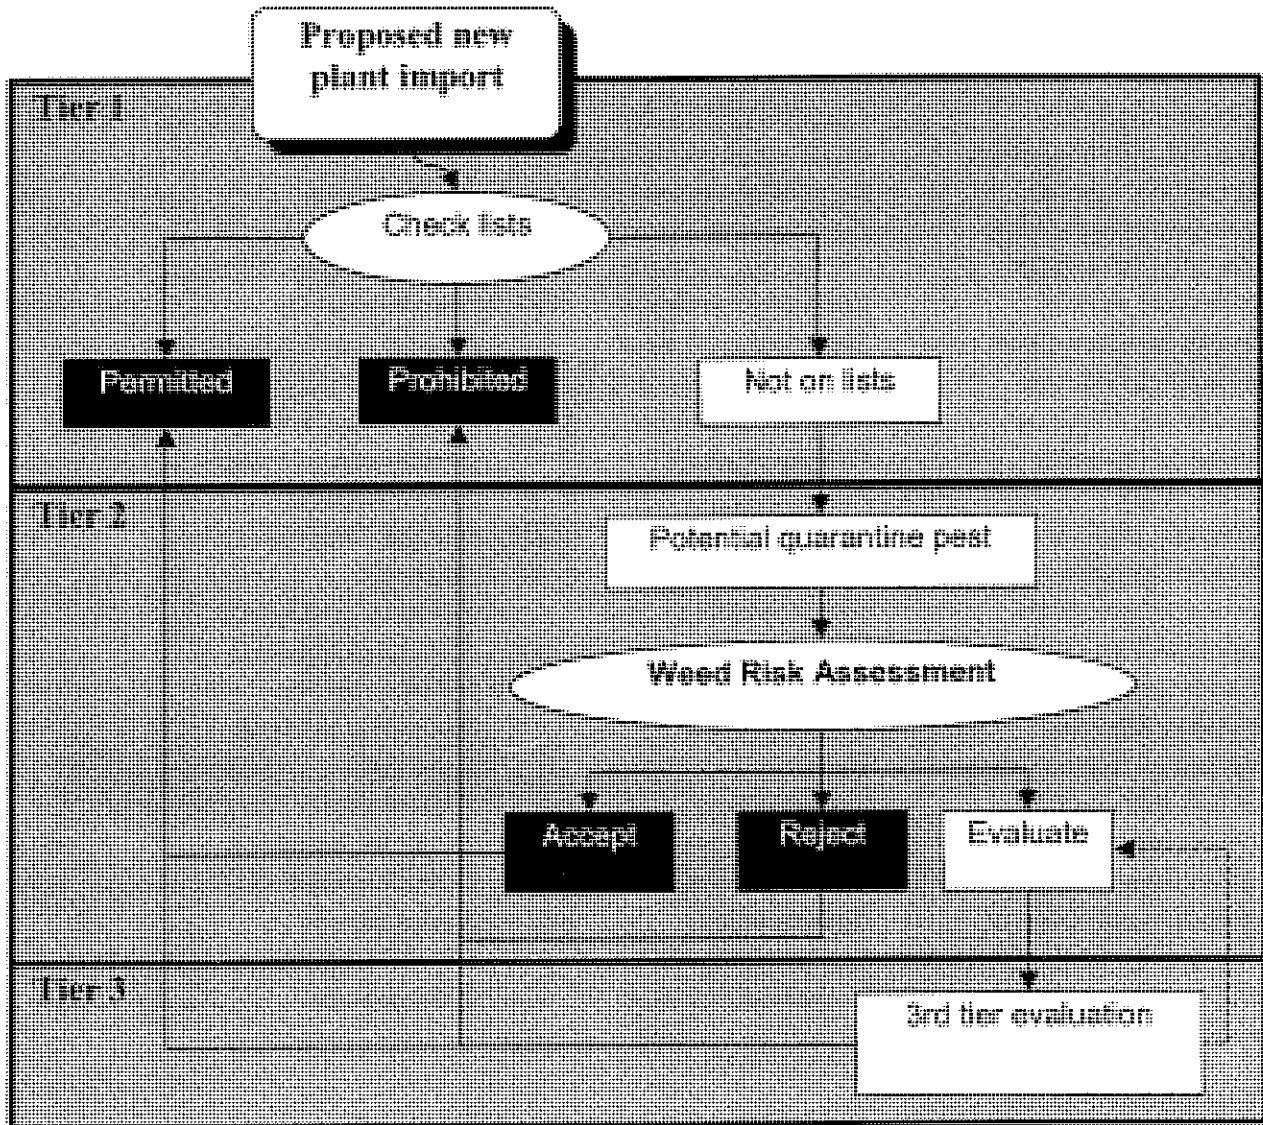 Proposed new
plant import
Tier 1
Check lists
Permitted
Prohibited
Not on lists
Tier 2
Potential quarantine pest
Weed Risk Assessment
Accept
Reject
Evaluate
Tier 3
3rd tier evaluation